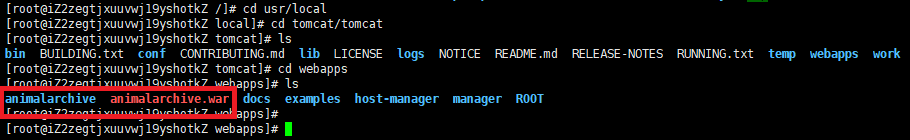 [root@iZ2zegtjxuuvwj19yshotkZ /]# cd usr/local
[root@iZ2zegtjxuuvwj19yshotkZ local]# cd tomcat/tomcat
[root@iZ2zegtjxuuvwj19yshotkZ tomcat]# ls
bin BUILDING.txt conf CONTRIBUTING.md lib LICENSE logs NOTICE README.md RELEASE-NOTES RUNNING.txt temp webapps work
[root@iZ2zegtjxuuvwj19yshotkZ tomcat]# cd webapps
[root@iZ2zegtjxuuvwj19yshotkZ webapps]# ls
animalarchive animalarchive.war docs examples host-manager manager ROOT
[root@iZ2zegtjxuuvwj19yshotkZ webapps]#
[root@iZ2zegtjxuuvwj19yshotkZ webapps]#